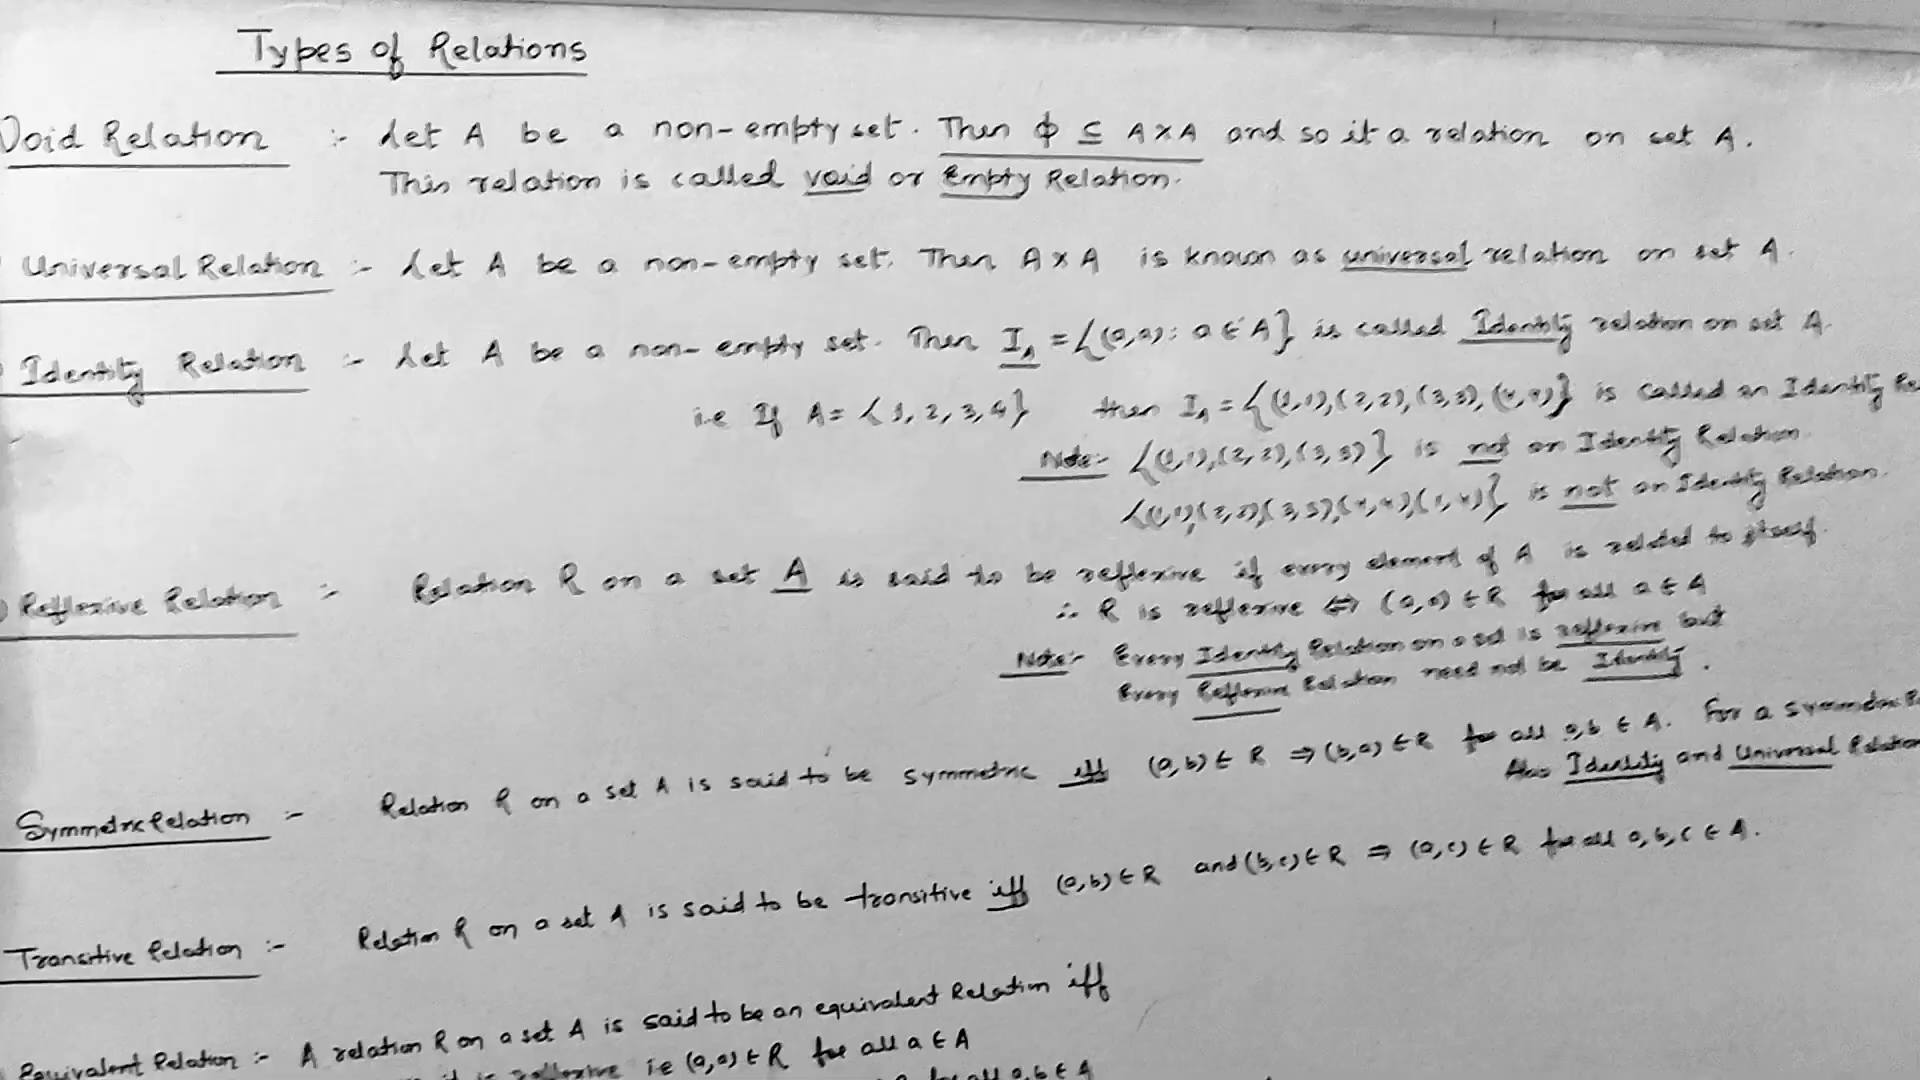 Types of Relations
Void Relation :- Let A be a non-empty set. Then ϕ ⊆ A×A and so it a relation on set A.
This relation is called void or Empty Relation.
Universal Relation :- Let A be a non-empty set. Then A×A is known as universal relation on set A.
Identity Relation :- Let A be a non-empty set. Then I_A = {(a,a): a ∈ A} is called Identity relation on set A.
i.e If A = {1, 2, 3, 4} then I_A = {(1,1),(2,2),(3,3),(4,4)} is called an Identity Re
Note:- {(1,1),(2,2),(3,3)} is not an Identity Relation.
{(1,1)(2,2)(3,3)(4,4)(1,4)} is not an Identity Relation.
Reflexive Relation :- Relation R on a set A is said to be reflexive if every element of A is related to itself.
∴ R is reflexive ⇔ (a,a) ∈ R for all a ∈ A
Note:- Every Identity Relation on a set is reflexive but
Every Reflexive Relation need not be Identity.
Symmetric Relation :- Relation R on a set A is said to be symmetric iff (a,b) ∈ R ⇒ (b,a) ∈ R for all a,b ∈ A. For a symmetric R
Also Identity and Universal Relation
Transitive Relation :- Relation R on a set A is said to be transitive iff (a,b) ∈ R and (b,c) ∈ R ⇒ (a,c) ∈ R for all a,b,c ∈ A.
Equivalent Relation :- A relation R on a set A is said to be an equivalent Relation iff
it is reflexive ie (a,a) ∈ R for all a ∈ A
for all a,b ∈ A